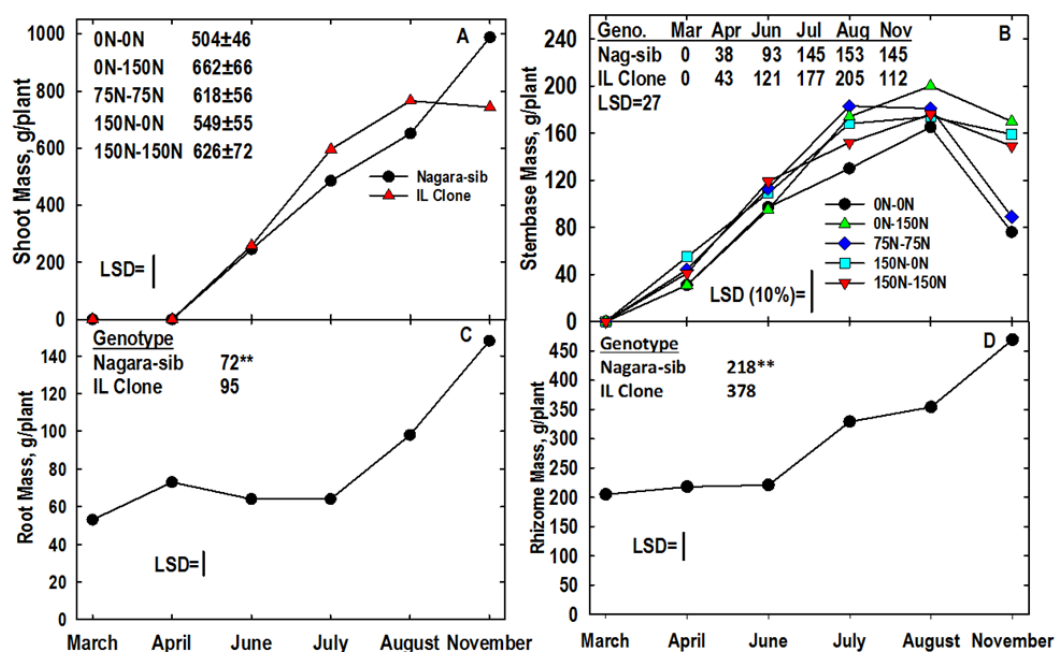 A
0N-0N 504±46
0N-150N 662±66
75N-75N 618±56
150N-0N 549±55
150N-150N 626±72
Nagara-sib
IL Clone
LSD=
Shoot Mass, g/plant
1000
800
600
400
200
0
B
Geno. Mar Apr Jun Jul Aug Nov
Nag-sib 0 38 93 145 153 145
IL Clone 0 43 121 177 205 112
LSD=27
0N-0N
0N-150N
75N-75N
150N-0N
150N-150N
LSD (10%)=
Stembase Mass, g/plant
240
200
160
120
80
40
0
C
Genotype
Nagara-sib 72**
IL Clone 95
LSD=
Root Mass, g/plant
140
120
100
80
60
40
20
0
March April June July August November
D
Genotype
Nagara-sib 218**
IL Clone 378
LSD=
Rhizome Mass, g/plant
450
400
350
300
250
200
150
100
50
0
March April June July August November